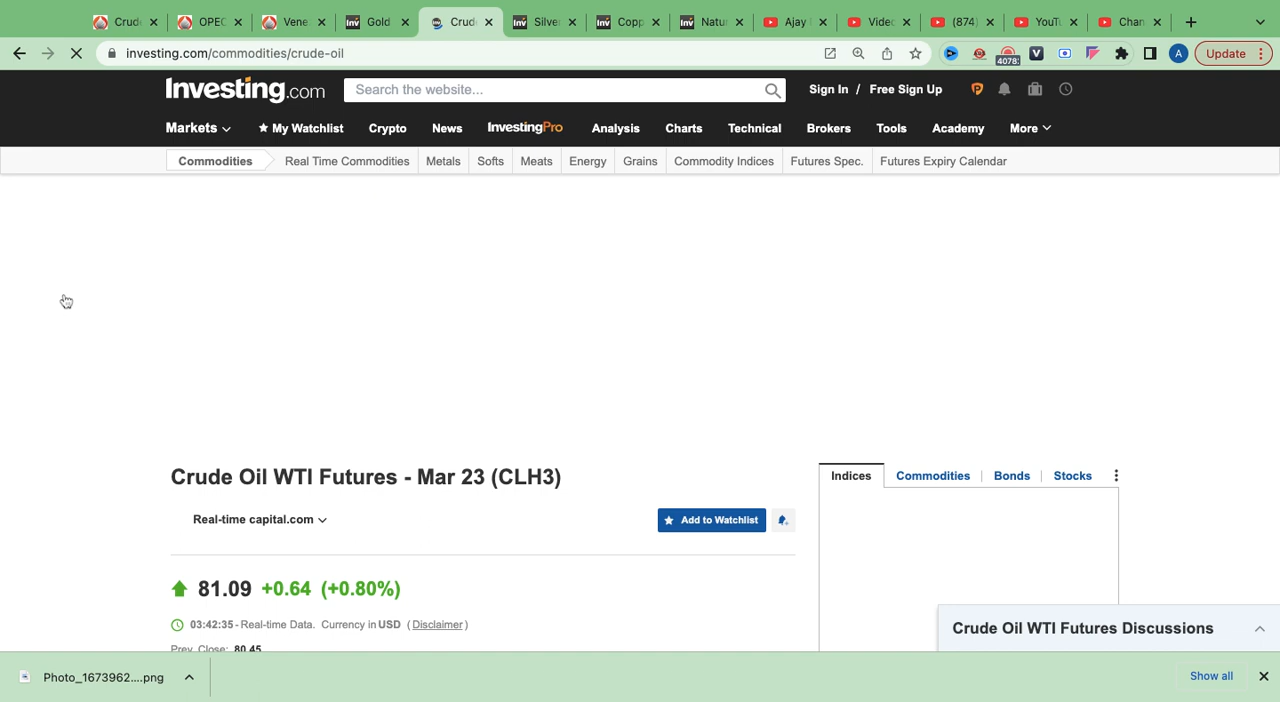 Crude
OPEC
Vene
Gold
Crud
Silve
Copp
Natu
Ajay
Videc
(874)
YouTu
Chan
investing.com/commodities/crude-oil
4078
V
A
Update
Investing.com
Search the website...
Sign In / Free Sign Up
Markets
My Watchlist
Crypto
News
InvestingPro
Analysis
Charts
Technical
Brokers
Tools
Academy
More
Commodities
Real Time Commodities
Metals
Softs
Meats
Energy
Grains
Commodity Indices
Futures Spec.
Futures Expiry Calendar
Crude Oil WTI Futures - Mar 23 (CLH3)
Indices
Commodities
Bonds
Stocks
Real-time capital.com
Add to Watchlist
81.09 +0.64 (+0.80%)
03:42:35 - Real-time Data. Currency in USD ( Disclaimer )
Prev. Close: 80.45
Crude Oil WTI Futures Discussions
Photo_1673962....png
Show all